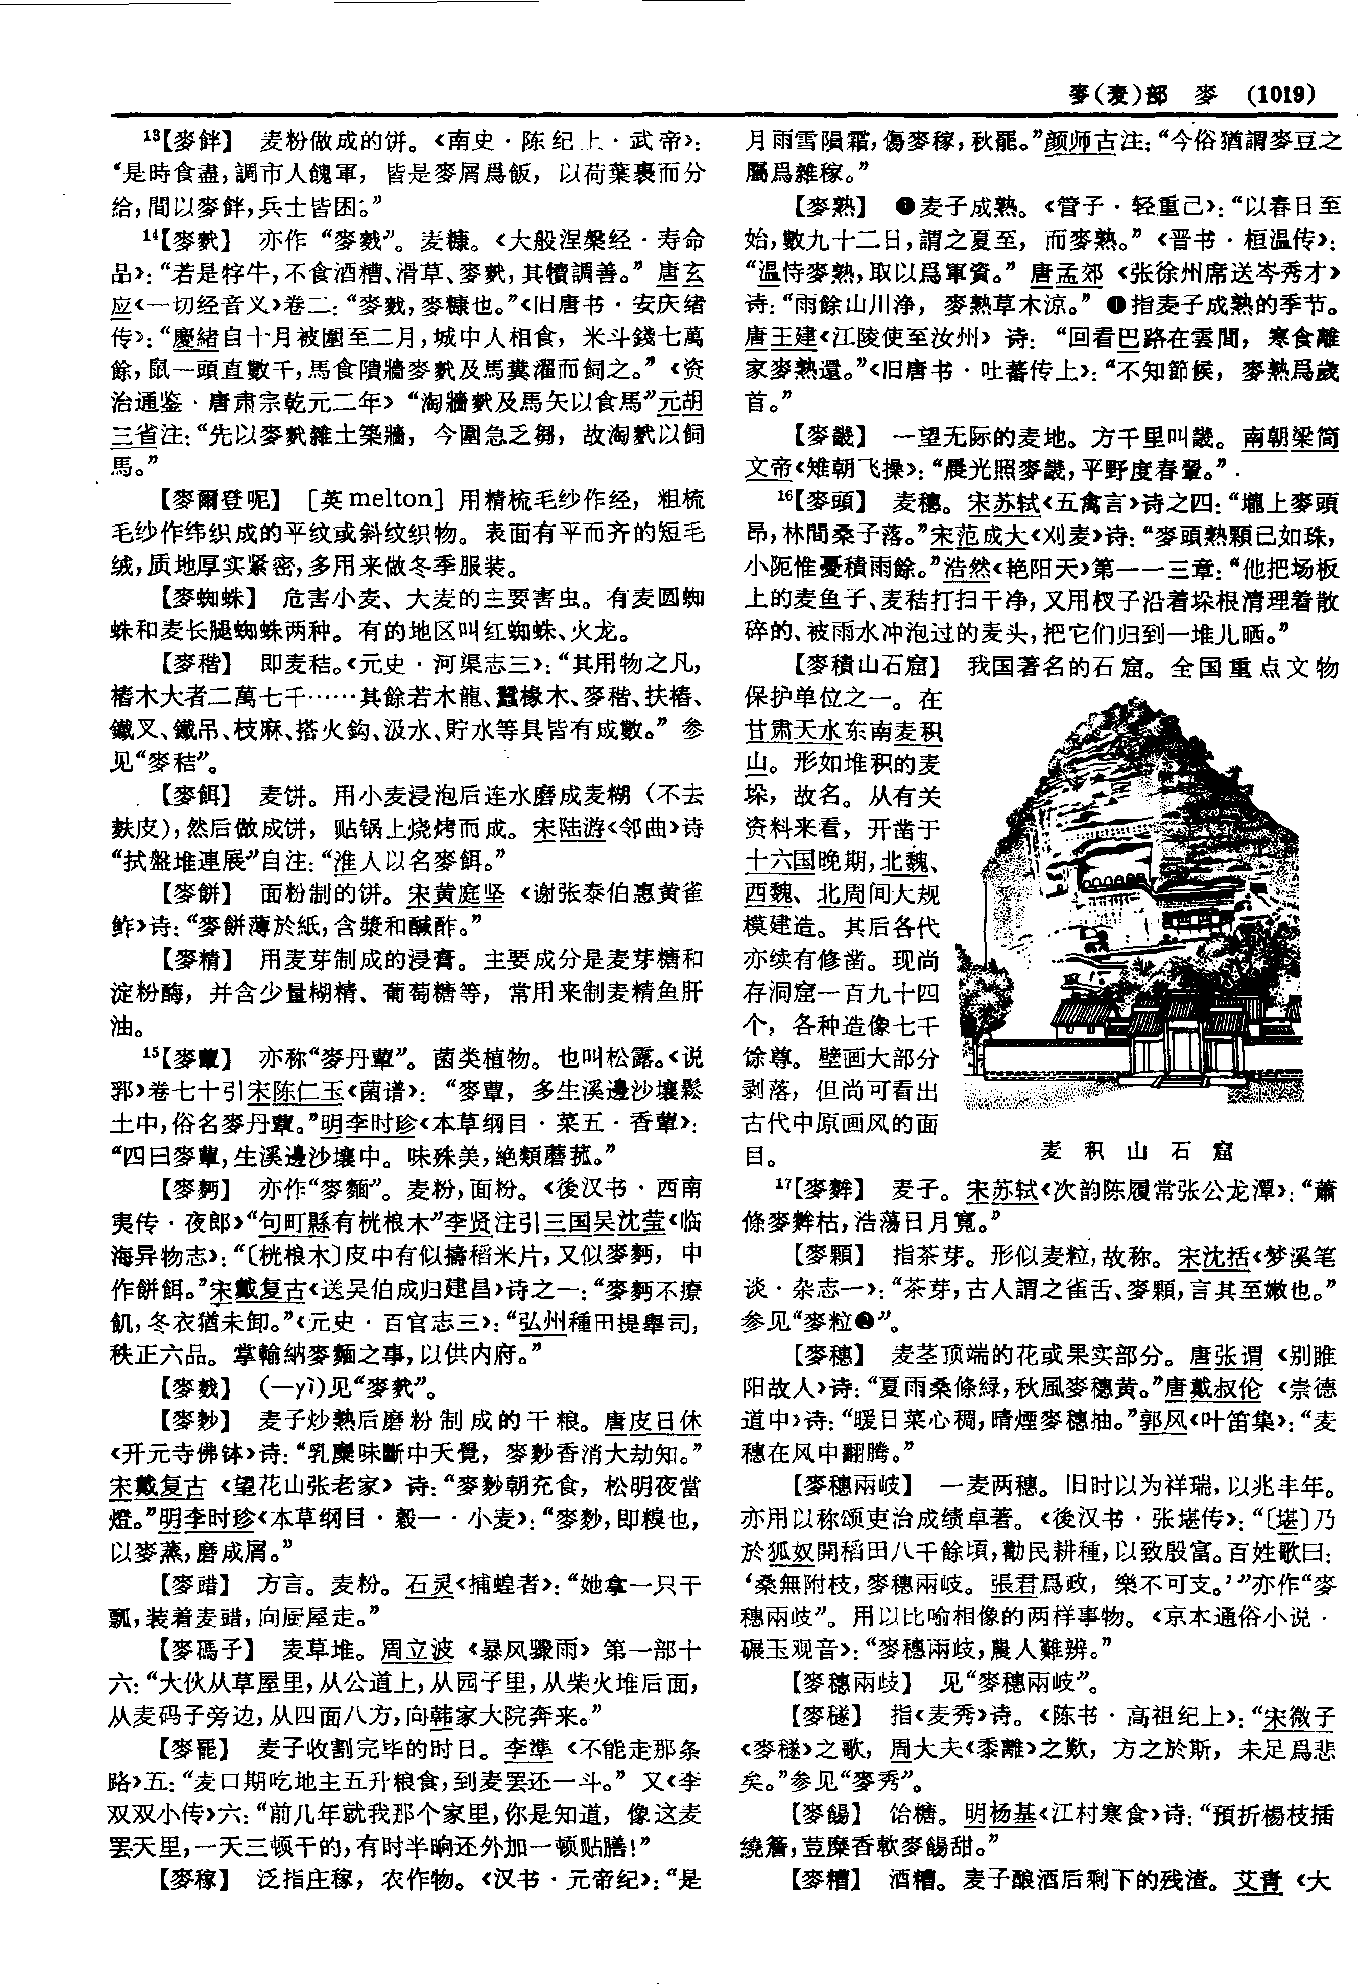 麥(麦)部　麥　(1019)
13【麥餅】　麦粉做成的饼。《南史·陈纪上·武帝》：
“是時食盡，調市人餽軍，皆是麥屑爲飯，以荷葉裹而分
给，間以麥餅，兵士皆困。”
14【麥䴬】　亦作“麥䴰”。麦糠。《大般涅槃经·寿命
品》：“若是牸牛，不食酒糟、滑草、麥䴬，其犢調善。”唐玄
应《一切经音义》卷二：“麥䴰，麥糠也。”《旧唐书·安庆绪
传》：“慶緒自十月被圍至二月，城中人相食，米斗錢七萬
餘，鼠一頭直數千，馬食隤牆麥䴬及馬糞濯而飼之。”《资
治通鉴·唐肃宗乾元二年》“淘牆䴬及馬矢以食馬”元胡
三省注：“先以麥䴬雜土築牆，今圍急乏芻，故淘䴬以飼
馬。”
【麥爾登呢】　[英melton] 用精梳毛纱作经，粗梳
毛纱作纬织成的平纹或斜纹织物。表面有平而齐的短毛
绒，质地厚实紧密，多用来做冬季服装。
【麥蜘蛛】　危害小麦、大麦的主要害虫。有麦圆蜘
蛛和麦长腿蜘蛛两种。有的地区叫红蜘蛛、火龙。
【麥稭】　即麦秸。《元史·河渠志三》：“其用物之凡，
樁木大者二萬七千……其餘若木龍、蠶椽木、麥稭、扶樁、
鐵叉、鐵吊、枝麻、搭火鈎、汲水、貯水等具皆有成數。”参
见“麥秸”。
【麥餌】　麦饼。用小麦浸泡后连水磨成麦糊（不去
麸皮），然后做成饼，贴锅上烧烤而成。宋陆游《邻曲》诗
“拭盤堆連展”自注：“淮人以名麥餌。”
【麥餅】　面粉制的饼。宋黄庭坚《谢张泰伯惠黄雀
鲊》诗：“麥餅薄於紙，含漿和醎酢。”
【麥精】　用麦芽制成的浸膏。主要成分是麦芽糖和
淀粉酶，并含少量糊精、葡萄糖等，常用来制麦精鱼肝
油。
15【麥蕈】　亦称“麥丹蕈”。菌类植物。也叫松露。《说
郛》卷七十引宋陈仁玉《菌谱》：“麥蕈，多生溪邊沙壤鬆
土中，俗名麥丹蕈。”明李时珍《本草纲目·菜五·香蕈》：
“四曰麥蕈，生溪邊沙壤中。味殊美，絶類蘑菰。”
【麥麪】　亦作“麥麵”。麦粉，面粉。《後汉书·西南
夷传·夜郎》“句町縣有桄桹木”李贤注引三国吴沈莹《临
海异物志》：“〔桄桹木〕皮中有似擣稻米片，又似麥麪，中
作餅餌。”宋戴复古《送吴伯成归建昌》诗之一：“麥麪不療
飢，冬衣猶未卸。”《元史·百官志三》：“弘州種田提舉司，
秩正六品。掌輸納麥麵之事，以供内府。”
【麥䴰】　(—yì)见“麥䴬”。
【麥麨】　麦子炒熟后磨粉制成的干粮。唐皮日休
《开元寺佛钵》诗：“乳麋味斷中天覺，麥麨香消大劫知。”
宋戴复古《望花山张老家》诗：“麥麨朝充食，松明夜當
燈。”明李时珍《本草纲目·穀一·小麦》：“麥麨，即糗也，
以麥蒸，磨成屑。”
【麥䜺】　方言。麦粉。石灵《捕蝗者》：“她拿一只干
瓢，装着麦䜺，向厨屋走。”
【麥碼子】　麦草堆。周立波《暴风骤雨》第一部十
六：“大伙从草屋里，从公道上，从园子里，从柴火堆后面，
从麦码子旁边，从四面八方，向韩家大院奔来。”
【麥罷】　麦子收割完毕的时日。李準《不能走那条
路》五：“麦口期吃地主五升粮食，到麦罢还一斗。”又《李
双双小传》六：“前几年就我那个家里，你是知道，像这麦
罢天里，一天三顿干的，有时半晌还外加一顿贴膳！”
【麥稼】　泛指庄稼，农作物。《汉书·元帝纪》：“是
月雨雪隕霜，傷麥稼，秋罷。”颜师古注：“今俗猶謂麥豆之
屬爲雜稼。”
【麥熟】　❶麦子成熟。《管子·轻重己》：“以春日至
始，數九十二日，謂之夏至，而麥熟。”《晋书·桓温传》：
“温恃麥熟，取以爲軍資。”唐孟郊《张徐州席送岑秀才》
诗：“雨餘山川净，麥熟草木涼。”❶指麦子成熟的季节。
唐王建《江陵使至汝州》诗：“回看巴路在雲間，寒食離
家麥熟還。”《旧唐书·吐蕃传上》：“不知節候，麥熟爲歲
首。”
【麥畿】　一望无际的麦地。方千里叫畿。南朝梁简
文帝《雉朝飞操》：“晨光照麥畿，平野度春翬。”
16【麥頭】　麦穗。宋苏轼《五禽言》诗之四：“壠上麥頭
昂，林間桑子落。”宋范成大《刈麦》诗：“麥頭熟顆已如珠，
小阨惟憂積雨餘。”浩然《艳阳天》第一一三章：“他把场板
上的麦鱼子、麦秸打扫干净，又用杈子沿着垛根清理着散
碎的、被雨水冲泡过的麦头，把它们归到一堆儿晒。”
【麥積山石窟】　我国著名的石窟。全国重点文物
保护单位之一。在
甘肃天水东南麦积
山。形如堆积的麦
垛，故名。从有关
资料来看，开凿于
十六国晚期，北魏、
西魏、北周间大规
模建造。其后各代
亦续有修凿。现尚
存洞窟一百九十四
个，各种造像七千
馀尊。壁画大部分
剥落，但尚可看出
古代中原画风的面
目。
麦积山石窟
17【麥麰】　麦子。宋苏轼《次韵陈履常张公龙潭》：“蕭
條麥麰枯，浩蕩日月寬。”
【麥顆】　指茶芽。形似麦粒，故称。宋沈括《梦溪笔
谈·杂志一》：“茶芽，古人謂之雀舌、麥顆，言其至嫩也。”
参见“麥粒❷”。
【麥穗】　麦茎顶端的花或果实部分。唐张谓《别睢
阳故人》诗：“夏雨桑條緑，秋風麥穗黄。”唐戴叔伦《崇德
道中》诗：“暖日菜心稠，晴煙麥穗抽。”郭风《叶笛集》：“麦
穗在风中翻腾。”
【麥穗兩岐】　一麦两穗。旧时以为祥瑞，以兆丰年。
亦用以称颂吏治成绩卓著。《後汉书·张堪传》：“〔堪〕乃
於狐奴開稻田八千餘頃，勸民耕種，以致殷富。百姓歌曰：
‘桑無附枝，麥穗兩岐。張君爲政，樂不可支。’”亦作“麥
穗兩歧”。用以比喻相像的两样事物。《京本通俗小说·
碾玉观音》：“麥穗兩歧，農人難辨。”
【麥穗兩歧】　见“麥穗兩岐”。
【麥䅵】　指《麦秀》诗。《陈书·高祖纪上》：“宋微子
《麥䅵》之歌，周大夫《黍離》之歎，方之於斯，未足爲悲
矣。”参见“麥秀”。
【麥餳】　饴糖。明杨基《江村寒食》诗：“預折楊枝插
繞簷，荳糜香軟麥餳甜。”
【麥糟】　酒糟。麦子酿酒后剩下的残渣。艾青《大